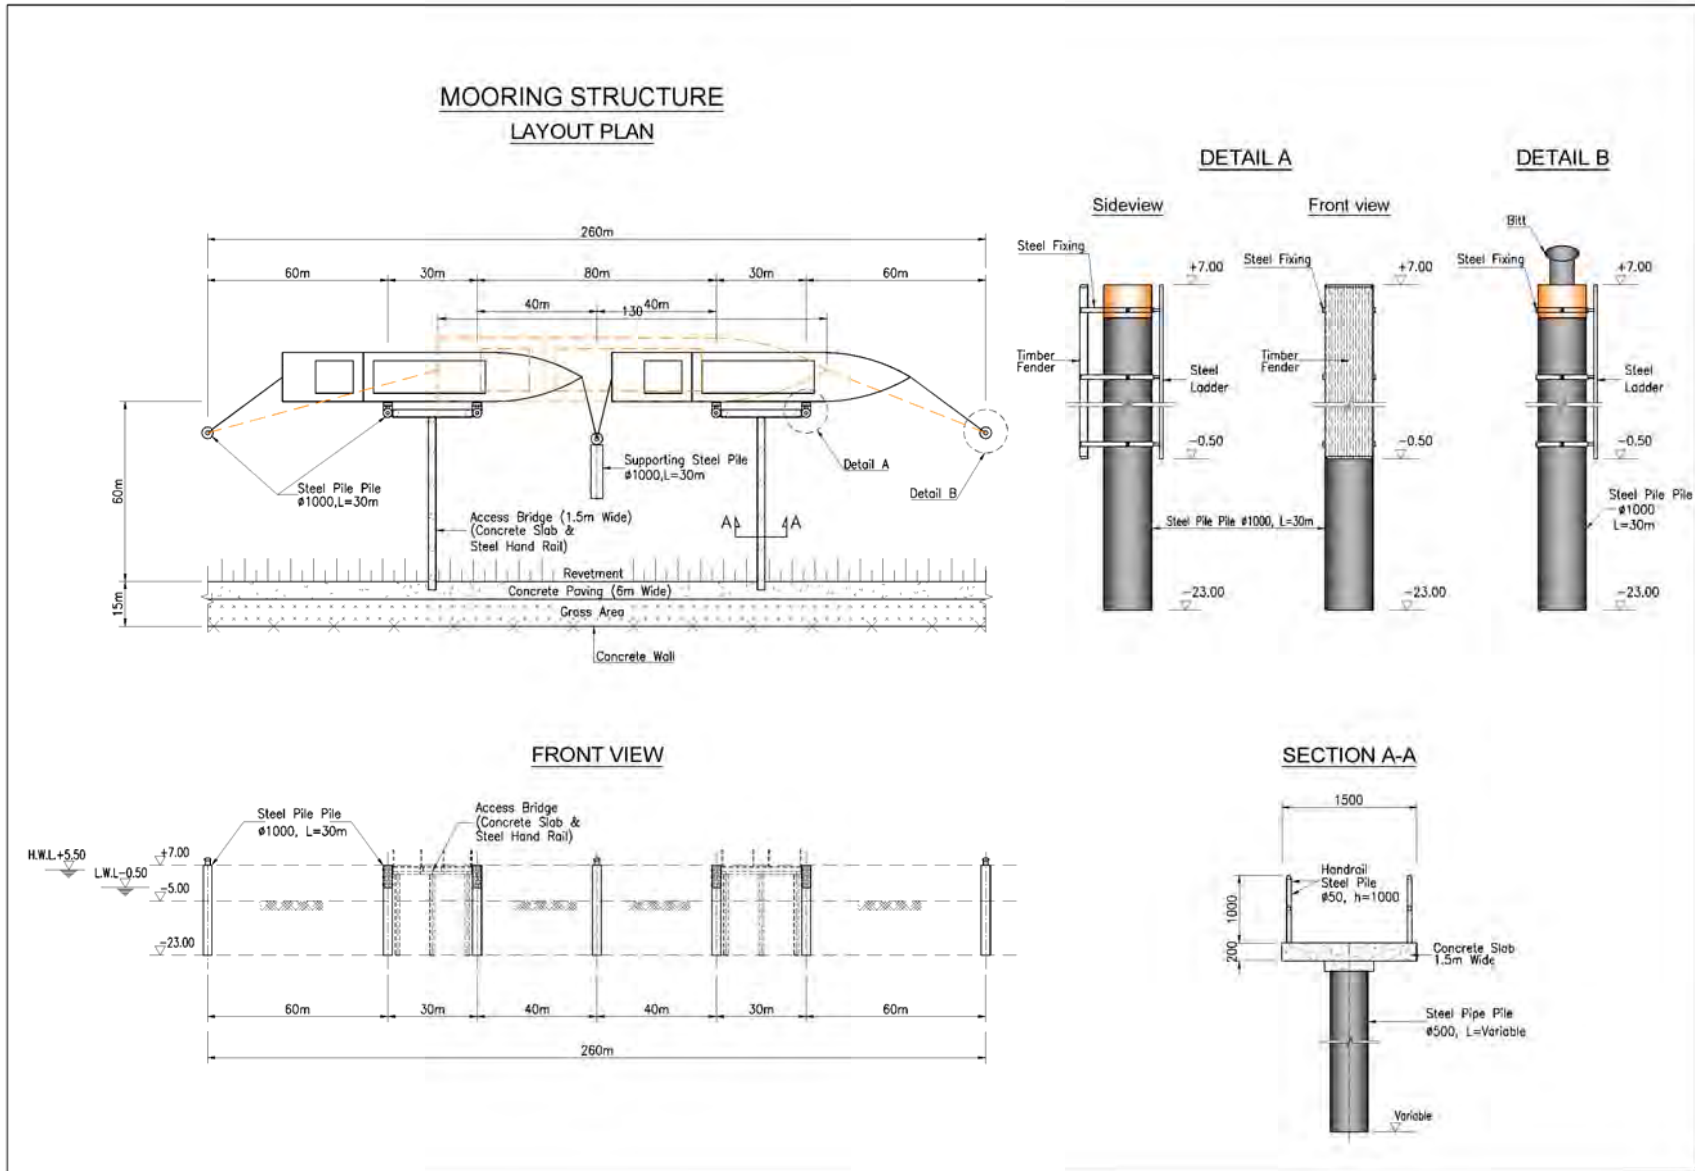 MOORING STRUCTURE
LAYOUT PLAN
260m
60m
30m
80m
30m
60m
40m
40m
130
60m
15m
Steel Pile Pile
ø1000,L=30m
Supporting Steel Pile
ø1000,L=30m
Access Bridge (1.5m Wide)
(Concrete Slab &
Steel Hand Rail)
Detail A
Detail B
A
A
Revetment
Concrete Paving (6m Wide)
Grass Area
Concrete Wall
DETAIL A
Sideview
Front view
Steel Fixing
+7.00
Steel Fixing
+7.00
Timber
Fender
Steel
Ladder
Timber
Fender
-0.50
-0.50
Steel Pile Pile ø1000, L=30m
-23.00
-23.00
DETAIL B
Bitt
Steel Fixing
+7.00
Steel
Ladder
-0.50
Steel Pile Pile
ø1000
L=30m
-23.00
FRONT VIEW
Steel Pile Pile
ø1000, L=30m
Access Bridge
(Concrete Slab &
Steel Hand Rail)
H.W.L.+5.50
L.W.L-0.50
+7.00
-5.00
-23.00
60m
30m
40m
40m
30m
60m
260m
SECTION A-A
1500
Handrail
Steel Pile
ø50, h=1000
1000
200
Concrete Slab
1.5m Wide
Steel Pipe Pile
ø500, L=Variable
Variable